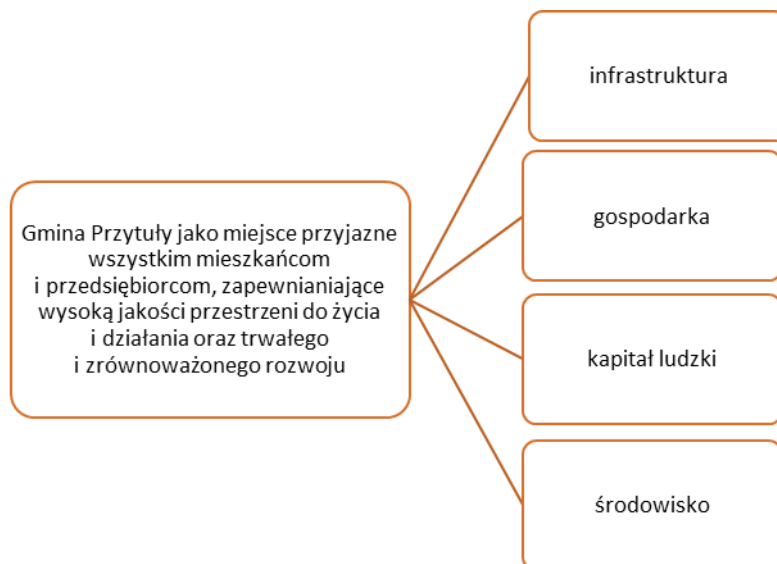 Gmina Przytuły jako miejsce przyjazne
wszystkim mieszkańcom
i przedsiębiorcom, zapewnianiające
wysoką jakości przestrzeni do życia
i działania oraz trwałego
i zrównoważonego rozwoju
infrastruktura
gospodarka
kapitał ludzki
środowisko